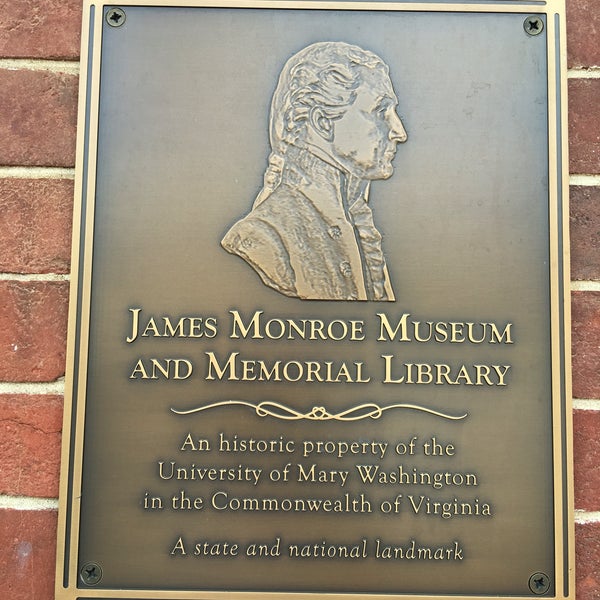 James Monroe Museum
and Memorial Library
An historic property of the
University of Mary Washington
in the Commonwealth of Virginia
A state and national landmark